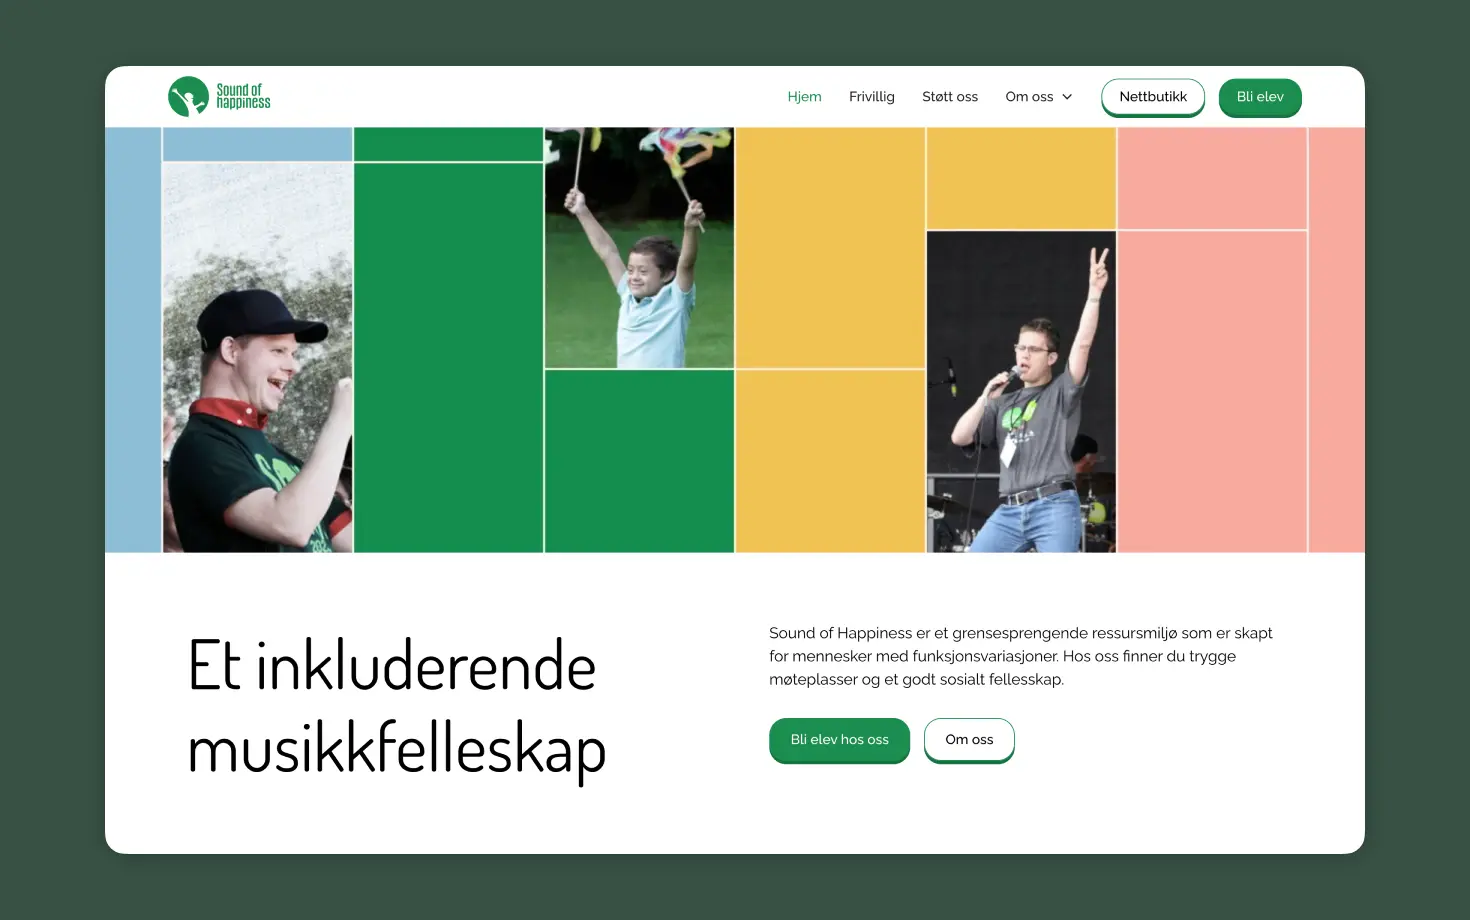 Sound of
happiness
Hjem Frivillig Støtt oss Om oss Nettbutikk Bli elev
Et inkluderende
musikkfelleskap
Sound of Happiness er et grensesprengende ressursmiljø som er skapt
for mennesker med funksjonsvariasjoner. Hos oss finner du trygge
møteplasser og et godt sosialt fellesskap.
Bli elev hos oss Om oss